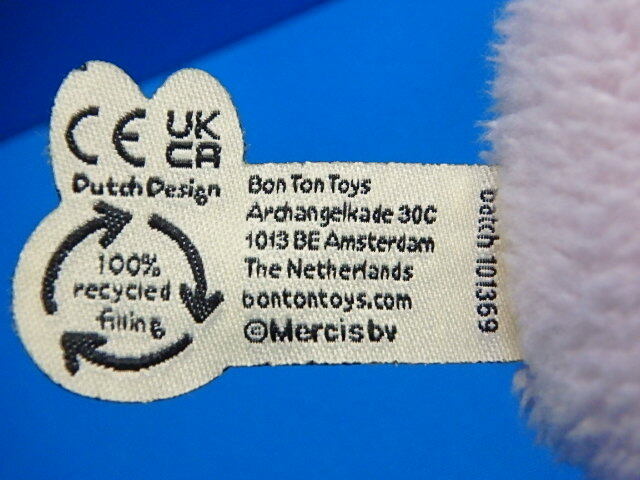 CE UK
CA
Dutch Design
100%
recycled
filling
Bon Ton Toys
Archangelkade 30C
1013 BE Amsterdam
The Netherlands
bontontoys.com
©Mercis bv
batch 101369